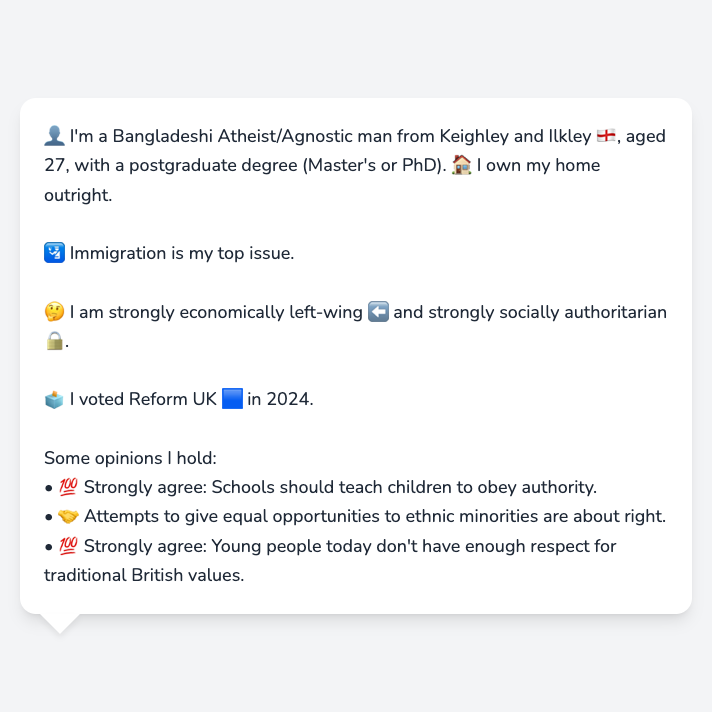 👤 I'm a Bangladeshi Atheist/Agnostic man from Keighley and Ilkley 🏴󠁧󠁢󠁥󠁮󠁧󠁿, aged
27, with a postgraduate degree (Master's or PhD). 🏠 I own my home
outright.
🛂 Immigration is my top issue.
🤔 I am strongly economically left-wing ⬅️ and strongly socially authoritarian
🔒.
🗳️ I voted Reform UK 🟦 in 2024.
Some opinions I hold:
• 💯 Strongly agree: Schools should teach children to obey authority.
• 🤝 Attempts to give equal opportunities to ethnic minorities are about right.
• 💯 Strongly agree: Young people today don't have enough respect for
traditional British values.